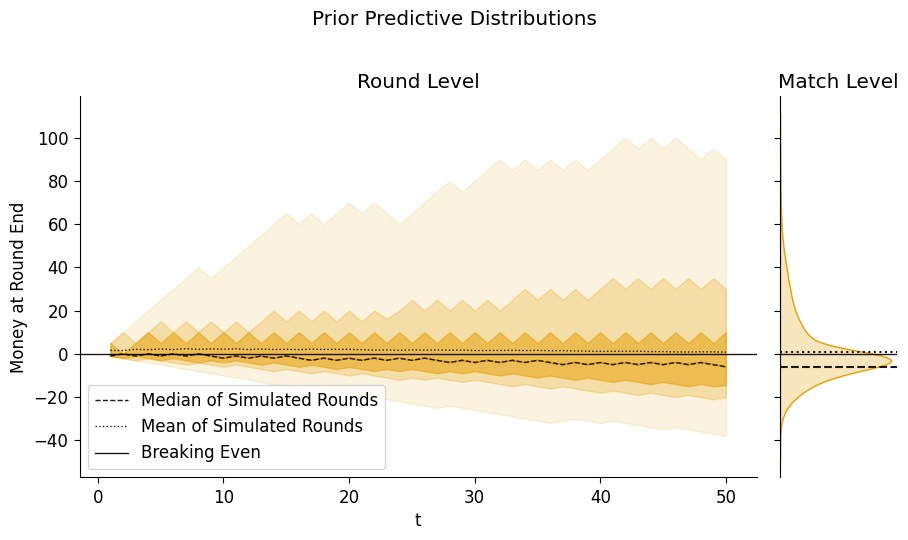 Prior Predictive Distributions
Round Level
Match Level
Money at Round End
100
80
60
40
20
0
−20
−40
Median of Simulated Rounds
Mean of Simulated Rounds
Breaking Even
0 10 20 30 40 50
t